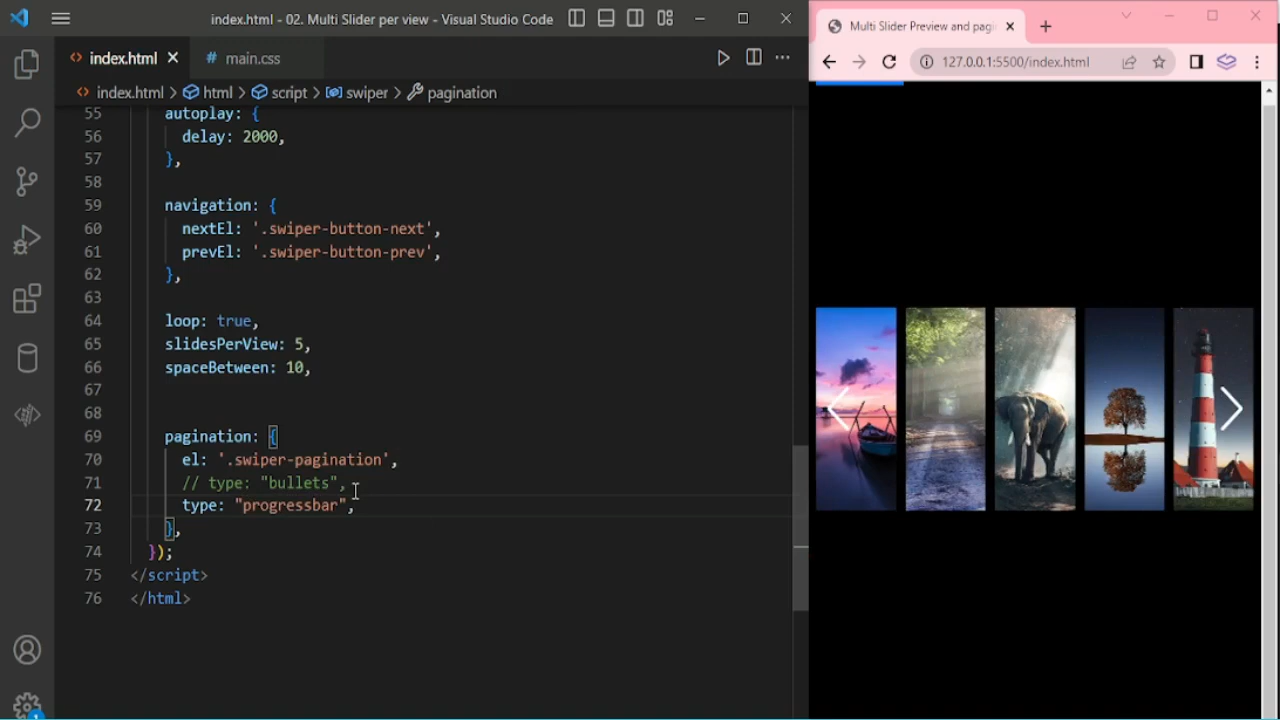 index.html - 02. Multi Slider per view - Visual Studio Code
index.html
main.css
index.html > html > script > swiper > pagination
55 autoplay: {
56 delay: 2000,
57 },
58
59 navigation: {
60 nextEl: '.swiper-button-next',
61 prevEl: '.swiper-button-prev',
62 },
63
64 loop: true,
65 slidesPerView: 5,
66 spaceBetween: 10,
67
68
69 pagination: {
70 el: '.swiper-pagination',
71 // type: "bullets",
72 type: "progressbar",
73 },
74 });
75 </script>
76 </html>
1
Multi Slider Preview and pagi
127.0.0.1:5500/index.html